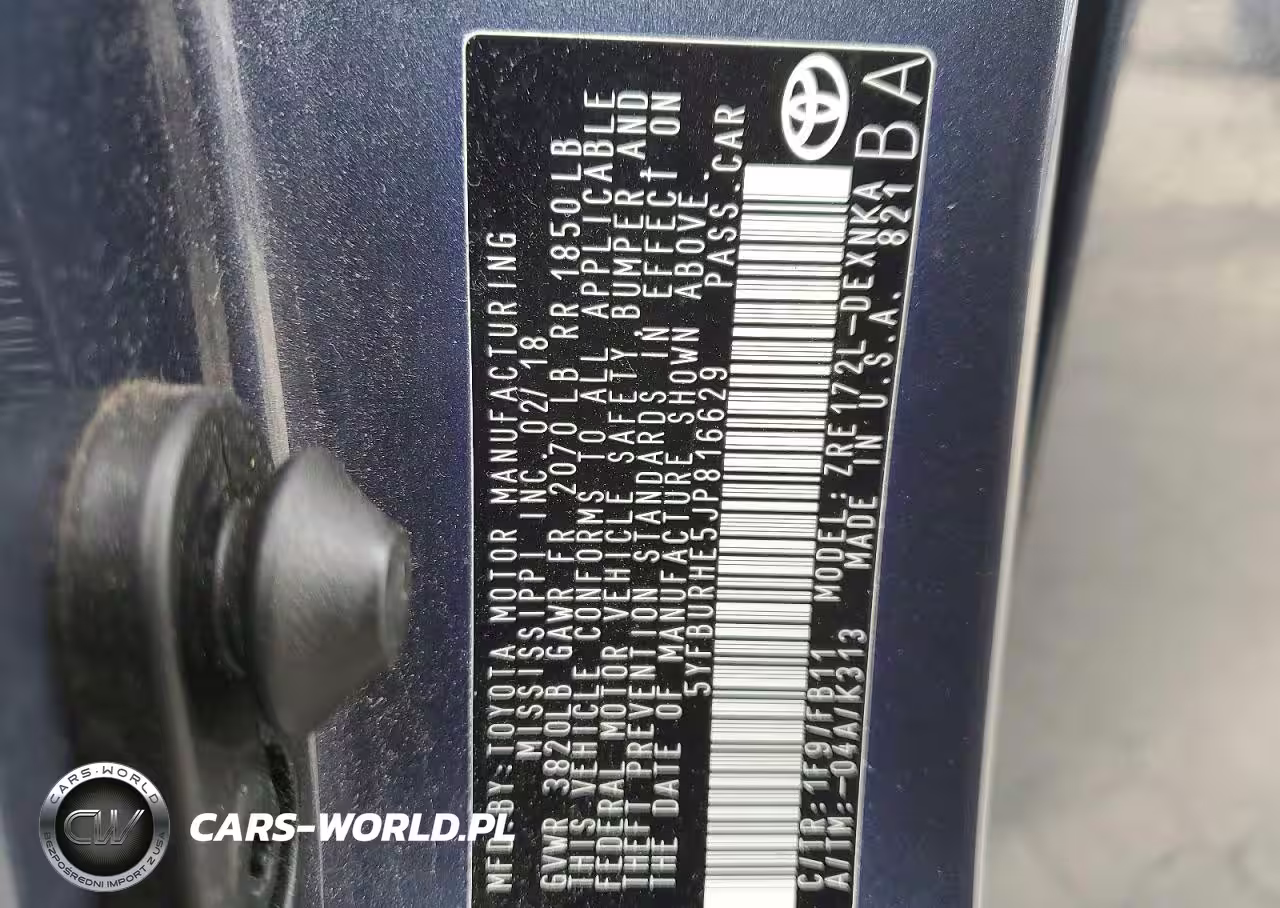 MFD BY: TOYOTA MOTOR MANUFACTURING
MISSISSIPPI INC. 02/18
GVWR 3820LB GAWR FR 2070 LB RR 1850 LB
THIS VEHICLE CONFORMS TO ALL APPLICABLE
FEDERAL MOTOR VEHICLE SAFETY, BUMPER, AND
THEFT PREVENTION STANDARDS IN EFFECT ON
THE DATE OF MANUFACTURE SHOWN ABOVE.
5YFBURHE5JP816629 PASS. CAR
C/TR: 1F9/FB11 MODEL: ZRE172L-DEXNKA
A/TM: -04A/K313 MADE IN U.S.A. 821
BA
CARS-WORLD
CW
BEZPOŚREDNI IMPORT Z USA
CARS-WORLD.PL